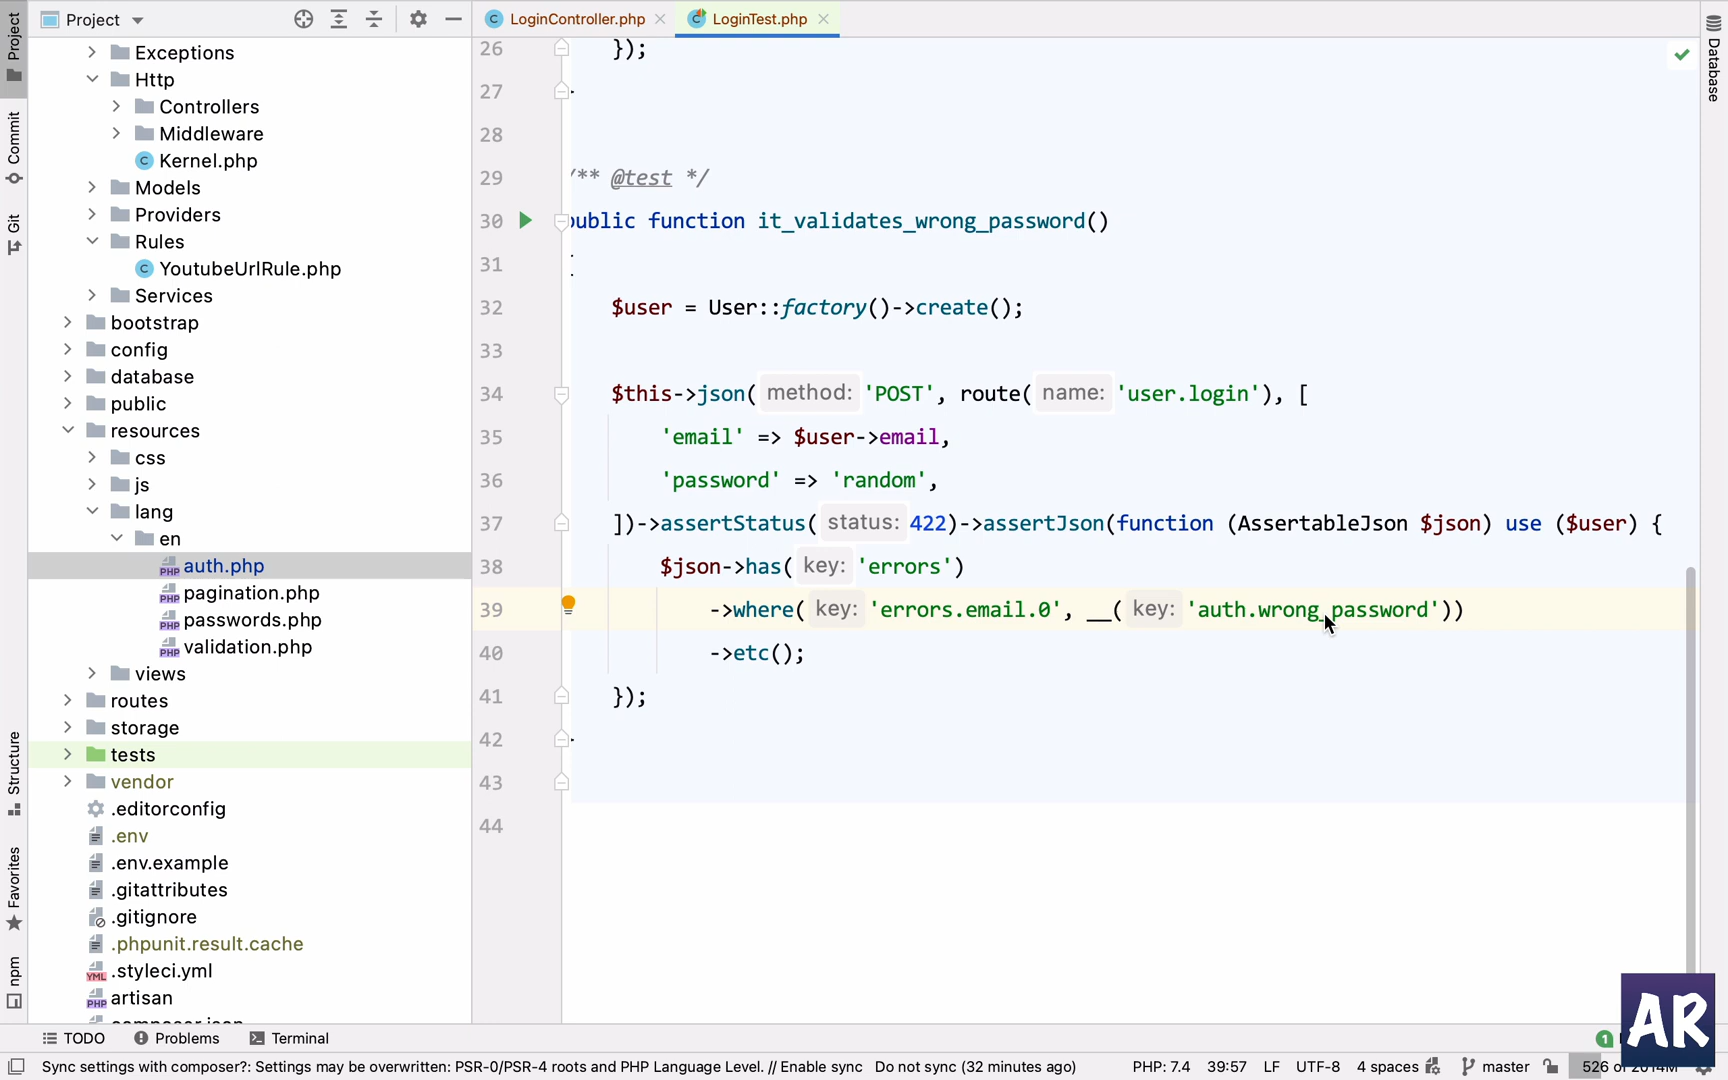 Project
LoginController.php
LoginTest.php
Project
Commit
Git
Structure
Favorites
npm
Database
Exceptions
Http
Controllers
Middleware
Kernel.php
Models
Providers
Rules
YoutubeUrlRule.php
Services
bootstrap
config
database
public
resources
css
js
lang
en
auth.php
pagination.php
passwords.php
validation.php
views
routes
storage
tests
vendor
.editorconfig
.env
.env.example
.gitattributes
.gitignore
.phpunit.result.cache
.styleci.yml
artisan
26 });
27
28
29 /** @test */
30 public function it_validates_wrong_password()
31
32 $user = User::factory()->create();
33
34 $this->json( method: 'POST', route( name: 'user.login'), [
35 'email' => $user->email,
36 'password' => 'random',
37 ])->assertStatus( status: 422)->assertJson(function (AssertableJson $json) use ($user) {
38 $json->has( key: 'errors')
39 ->where( key: 'errors.email.0', __( key: 'auth.wrong_password'))
40 ->etc();
41 });
42
43
44
TODO
Problems
Terminal
1
AR
Sync settings with composer?: Settings may be overwritten: PSR-0/PSR-4 roots and PHP Language Level. // Enable sync Do not sync (32 minutes ago)
PHP: 7.4
39:57
LF
UTF-8
4 spaces
master
526 of 2014M